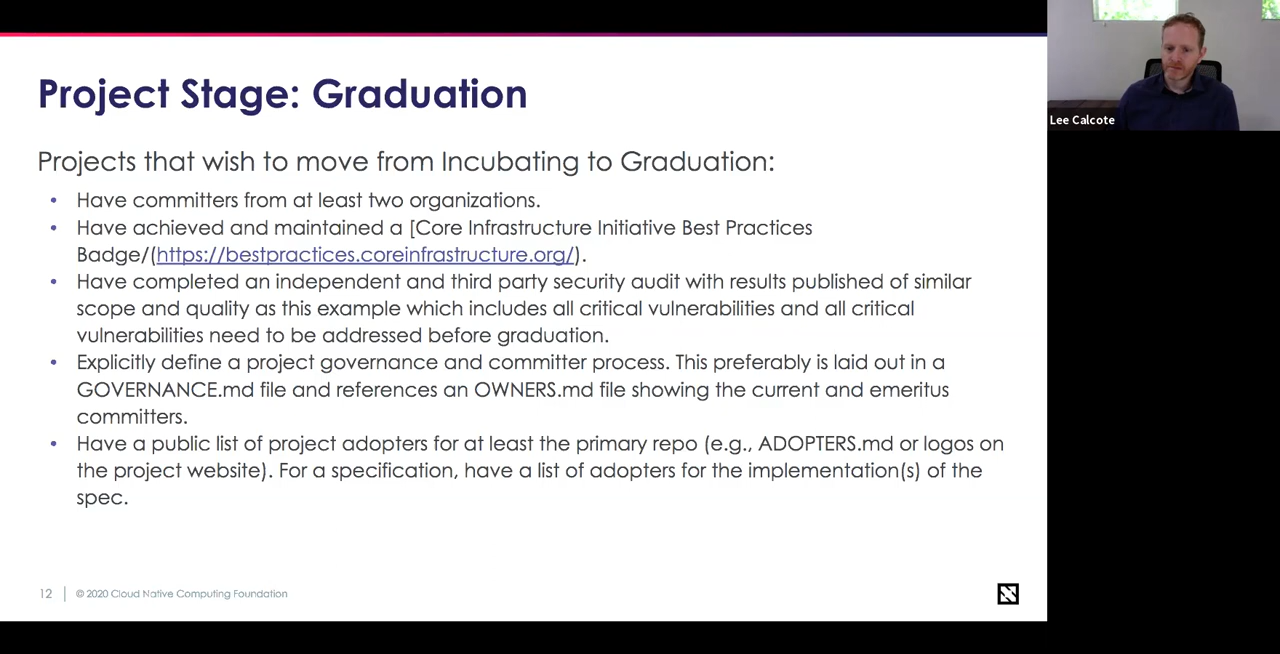 Project Stage: Graduation
Projects that wish to move from Incubating to Graduation:
• Have committers from at least two organizations.
• Have achieved and maintained a [Core Infrastructure Initiative Best Practices
Badge/(https://bestpractices.coreinfrastructure.org/).
• Have completed an independent and third party security audit with results published of similar
scope and quality as this example which includes all critical vulnerabilities and all critical
vulnerabilities need to be addressed before graduation.
• Explicitly define a project governance and committer process. This preferably is laid out in a
GOVERNANCE.md file and references an OWNERS.md file showing the current and emeritus
committers.
• Have a public list of project adopters for at least the primary repo (e.g., ADOPTERS.md or logos on
the project website). For a specification, have a list of adopters for the implementation(s) of the
spec.
12 | © 2020 Cloud Native Computing Foundation
Lee Calcote